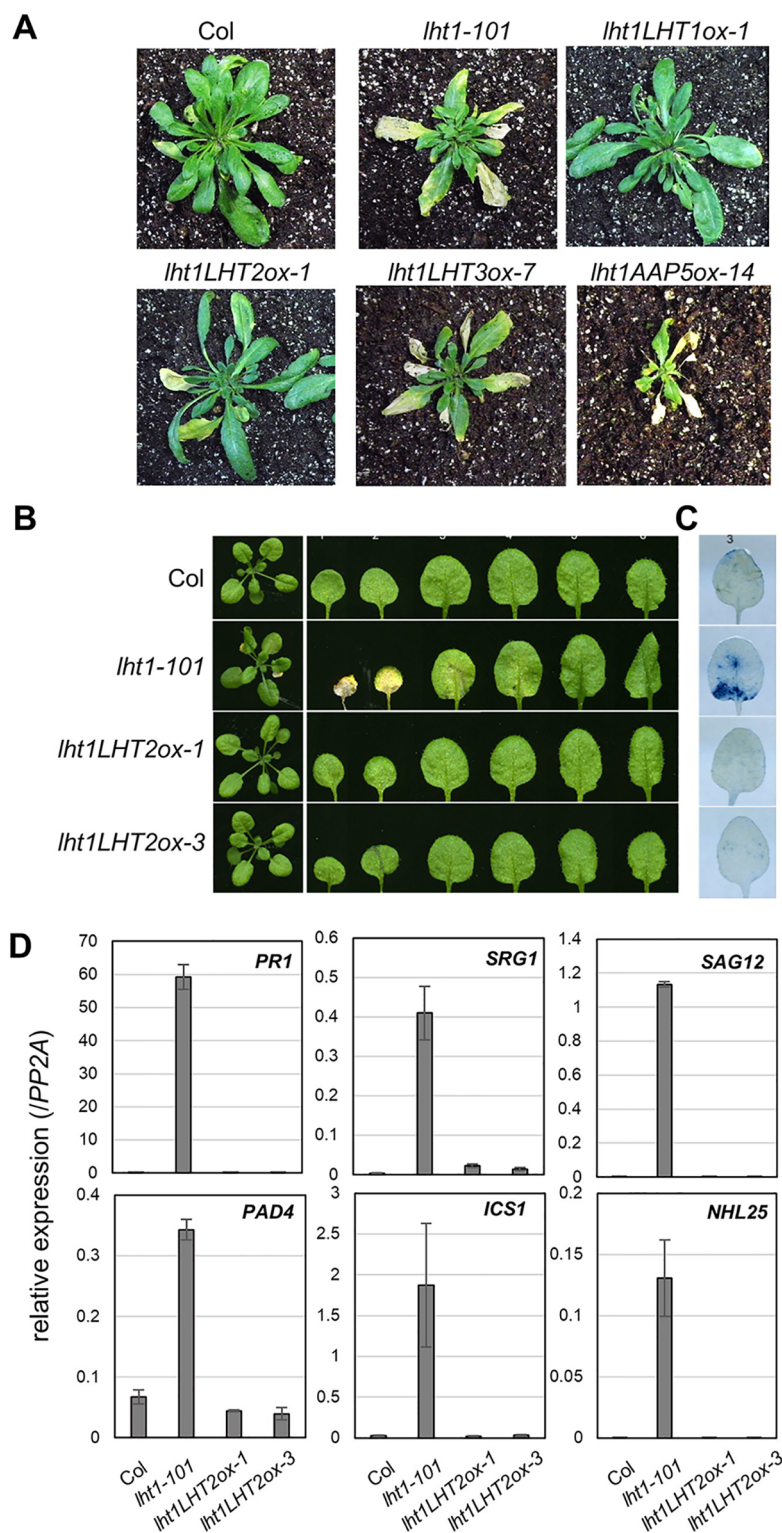 A
Col
lht1-101
lht1LHT1ox-1
lht1LHT2ox-1
lht1LHT3ox-7
lht1AAP5ox-14
B
C
Col
lht1-101
lht1LHT2ox-1
lht1LHT2ox-3
2
3
D
relative expression (/PP2A)
PR1
70
60
50
40
30
20
10
0
SRG1
0.6
0.5
0.4
0.3
0.2
0.1
0
SAG12
1.4
1.2
1
0.8
0.6
0.4
0.2
0
PAD4
0.4
0.3
0.2
0.1
0
ICS1
3
2.5
2
1.5
1
0.5
0
NHL25
0.2
0.15
0.1
0.05
0
Col
lht1-101
lht1LHT2ox-1
lht1LHT2ox-3
Col
lht1-101
lht1LHT2ox-1
lht1LHT2ox-3
Col
lht1-101
lht1LHT2ox-1
lht1LHT2ox-3